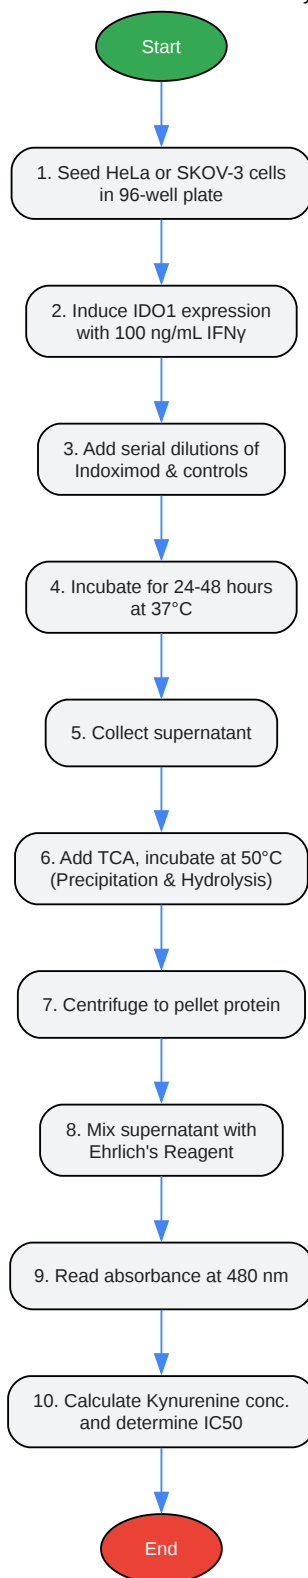 Start
1. Seed HeLa or SKOV-3 cells
in 96-well plate
2. Induce IDO1 expression
with 100 ng/mL IFNγ
3. Add serial dilutions of
Indoximod & controls
4. Incubate for 24-48 hours
at 37°C
5. Collect supernatant
6. Add TCA, incubate at 50°C
(Precipitation & Hydrolysis)
7. Centrifuge to pellet protein
8. Mix supernatant with
Ehrlich's Reagent
9. Read absorbance at 480 nm
10. Calculate Kynurenine conc.
and determine IC50
End